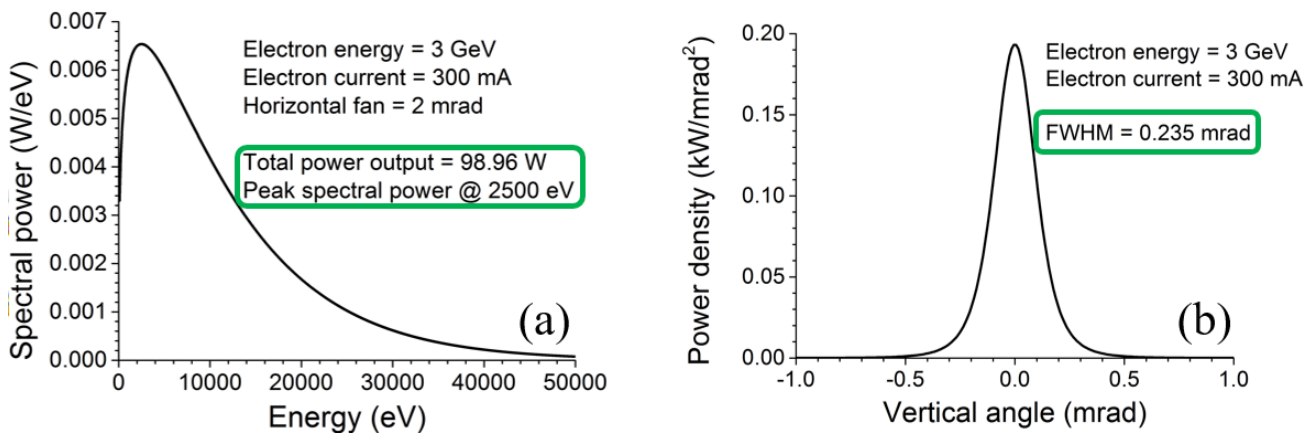 0.007
0.006
0.005
0.004
0.003
0.002
0.001
0.000
Spectral power (W/eV)
Electron energy = 3 GeV
Electron current = 300 mA
Horizontal fan = 2 mrad
Total power output = 98.96 W
Peak spectral power @ 2500 eV
(a)
0 10000 20000 30000 40000 50000
Energy (eV)
0.20
0.15
0.10
0.05
0.00
Power density (kW/mrad²)
Electron energy = 3 GeV
Electron current = 300 mA
FWHM = 0.235 mrad
(b)
-1.0 -0.5 0.0 0.5 1.0
Vertical angle (mrad)